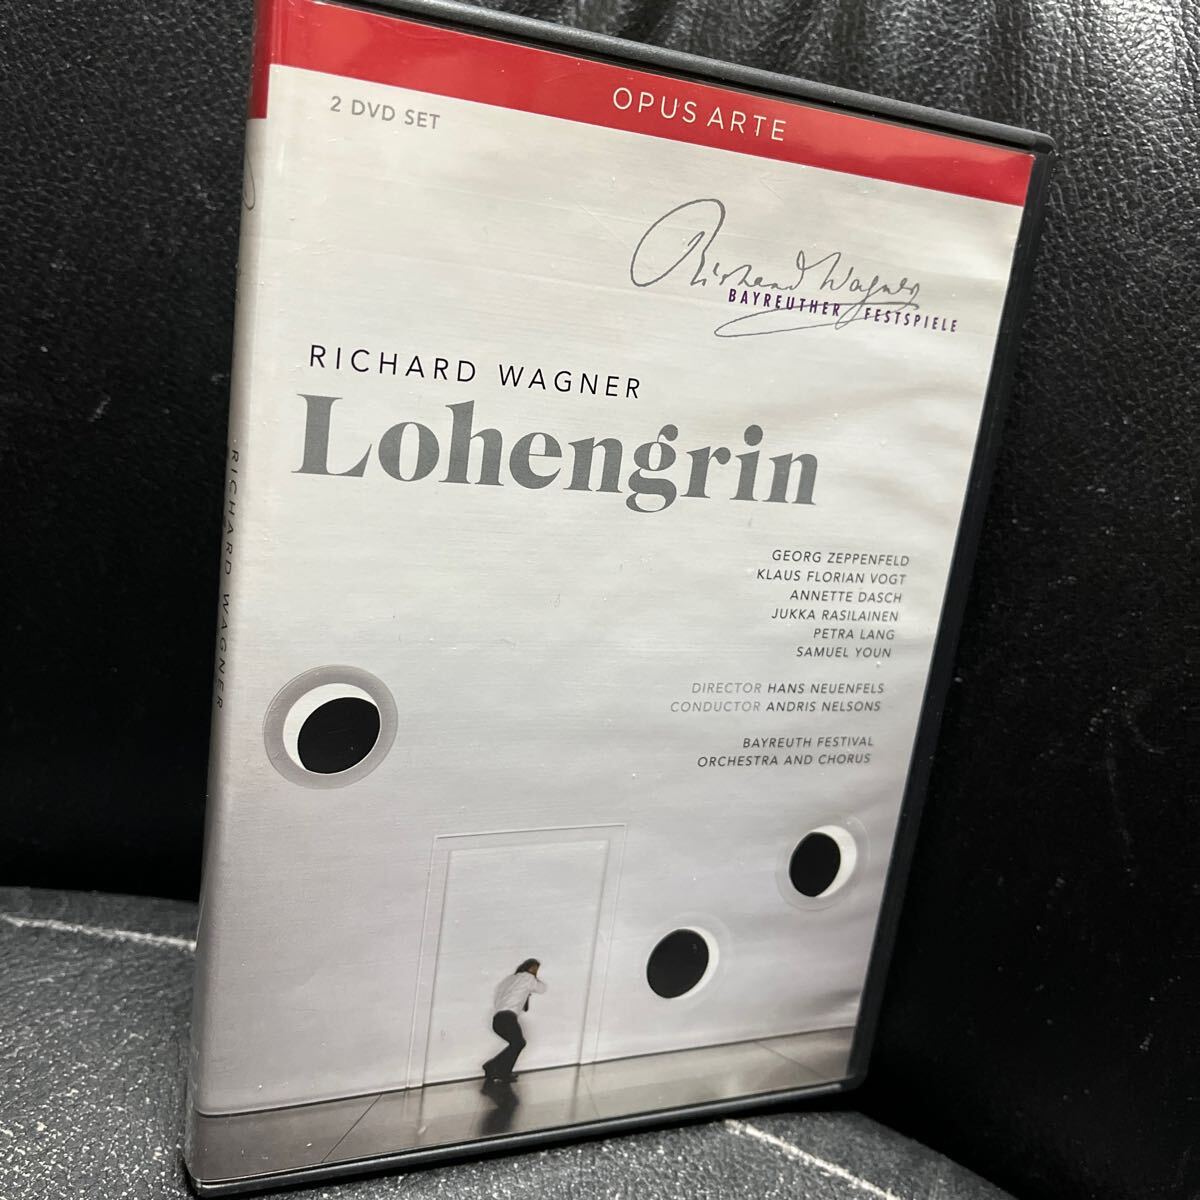 OPUS ARTE
2 DVD SET
Richard Wagner
BAYREUTHER FESTSPIELE
RICHARD WAGNER
Lohengrin
GEORG ZEPPENFELD
KLAUS FLORIAN VOGT
ANNETTE DASCH
JUKKA RASILAINEN
PETRA LANG
SAMUEL YOUN
DIRECTOR HANS NEUENFELS
CONDUCTOR ANDRIS NELSONS
BAYREUTH FESTIVAL
ORCHESTRA AND CHORUS
RICHARD WAGNER